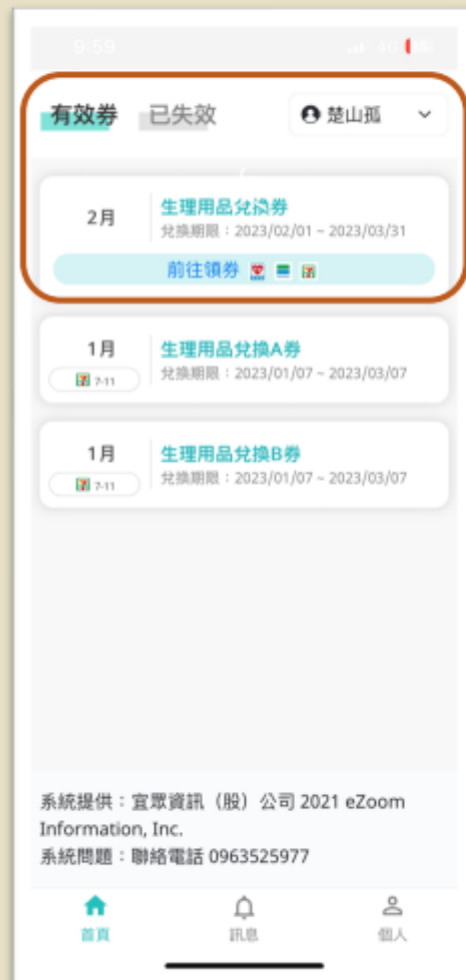 9:59
4G
有效券 已失效 楚山孤
2月
生理用品兌換券
兌換期限：2023/02/01 ~ 2023/03/31
前往領券
1月
7-11
生理用品兌換A券
兌換期限：2023/01/07 ~ 2023/03/07
1月
7-11
生理用品兌換B券
兌換期限：2023/01/07 ~ 2023/03/07
系統提供：宜眾資訊（股）公司 2021 eZoom
Information, Inc.
系統問題：聯絡電話 0963525977
首頁 訊息 個人